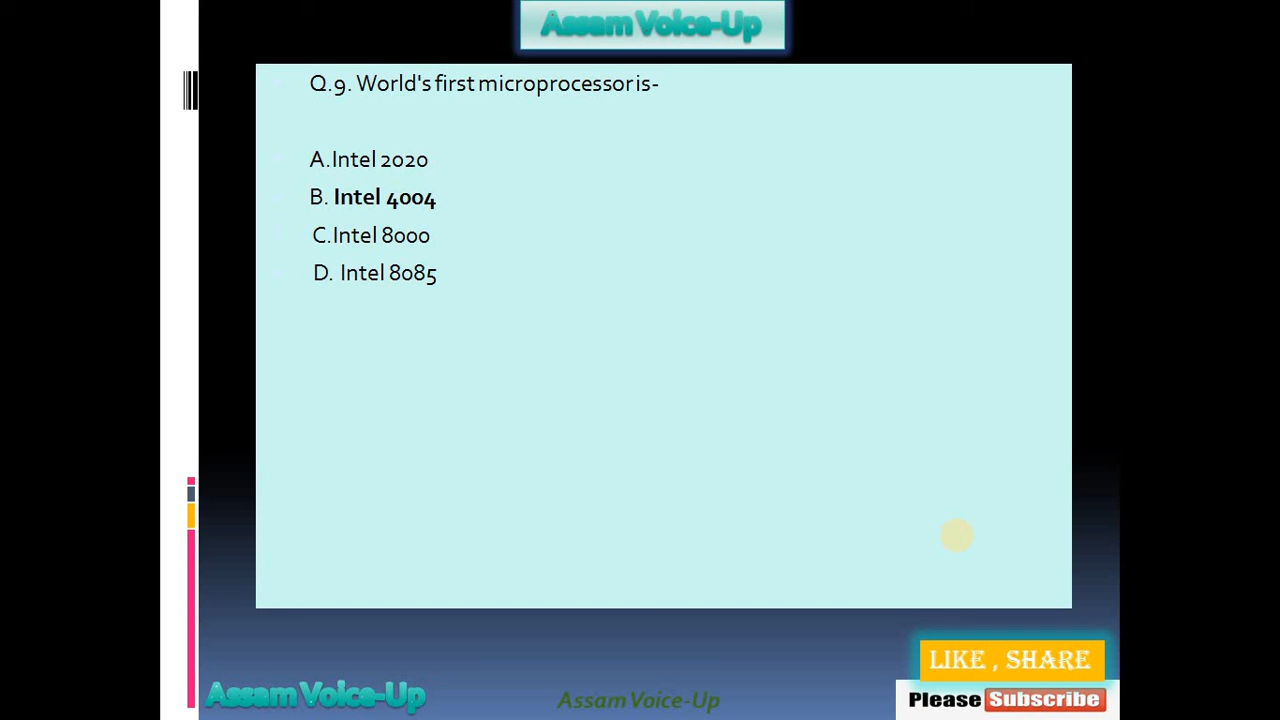 Assam Voice-Up
Q.9. World's first microprocessor is-
A.Intel 2020
B. Intel 4004
C.Intel 8000
D. Intel 8085
LIKE , SHARE
Assam Voice-Up
Assam Voice-Up
Please Subscribe